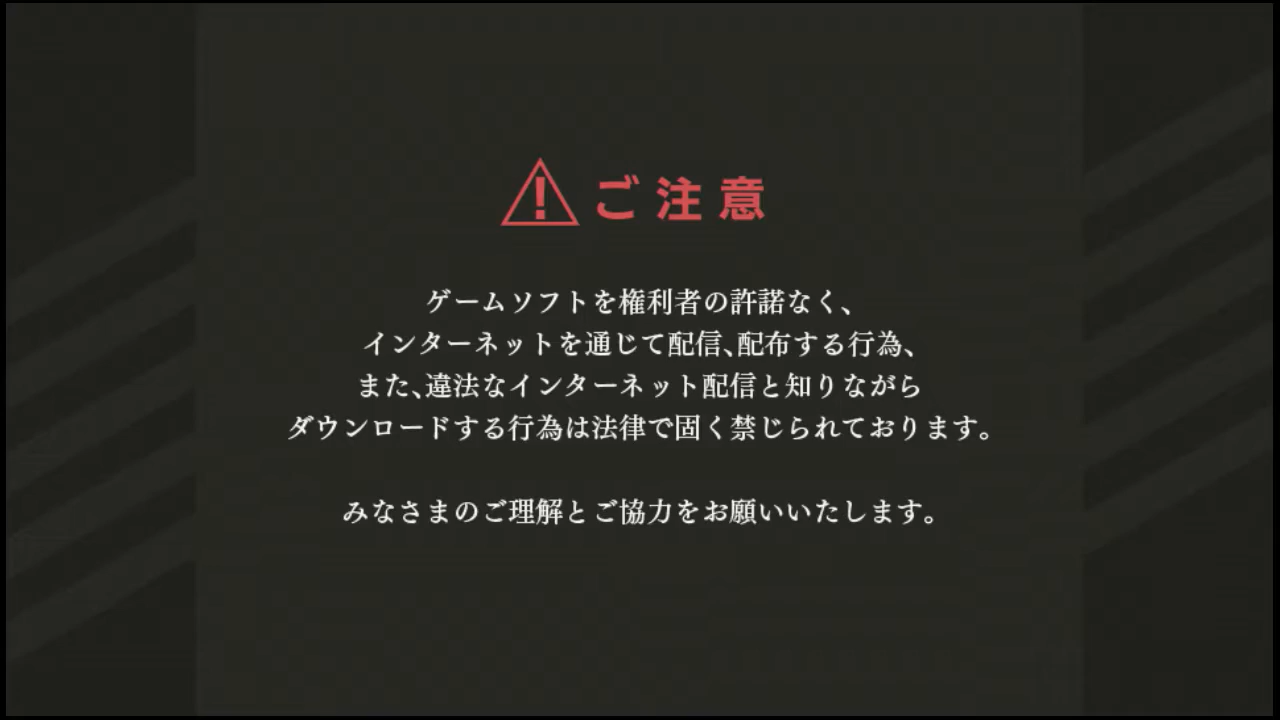 ご注意
ゲームソフトを権利者の許諾なく、
インターネットを通じて配信、配布する行為、
また、違法なインターネット配信と知りながら
ダウンロードする行為は法律で固く禁じられております。
みなさまのご理解とご協力をお願いいたします。